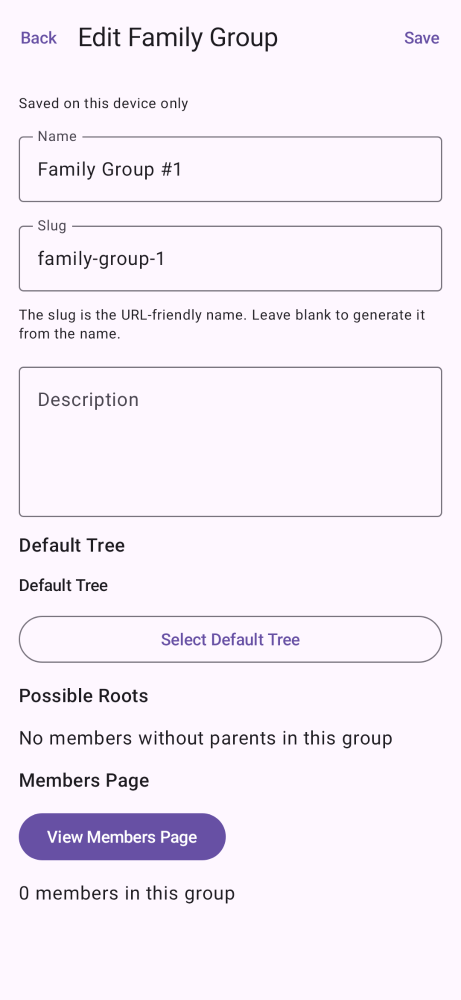 Back Edit Family Group Save
Saved on this device only
Name
Family Group #1
Slug
family-group-1
The slug is the URL-friendly name. Leave blank to generate it
from the name.
Description
Default Tree
Default Tree
Select Default Tree
Possible Roots
No members without parents in this group
Members Page
View Members Page
0 members in this group